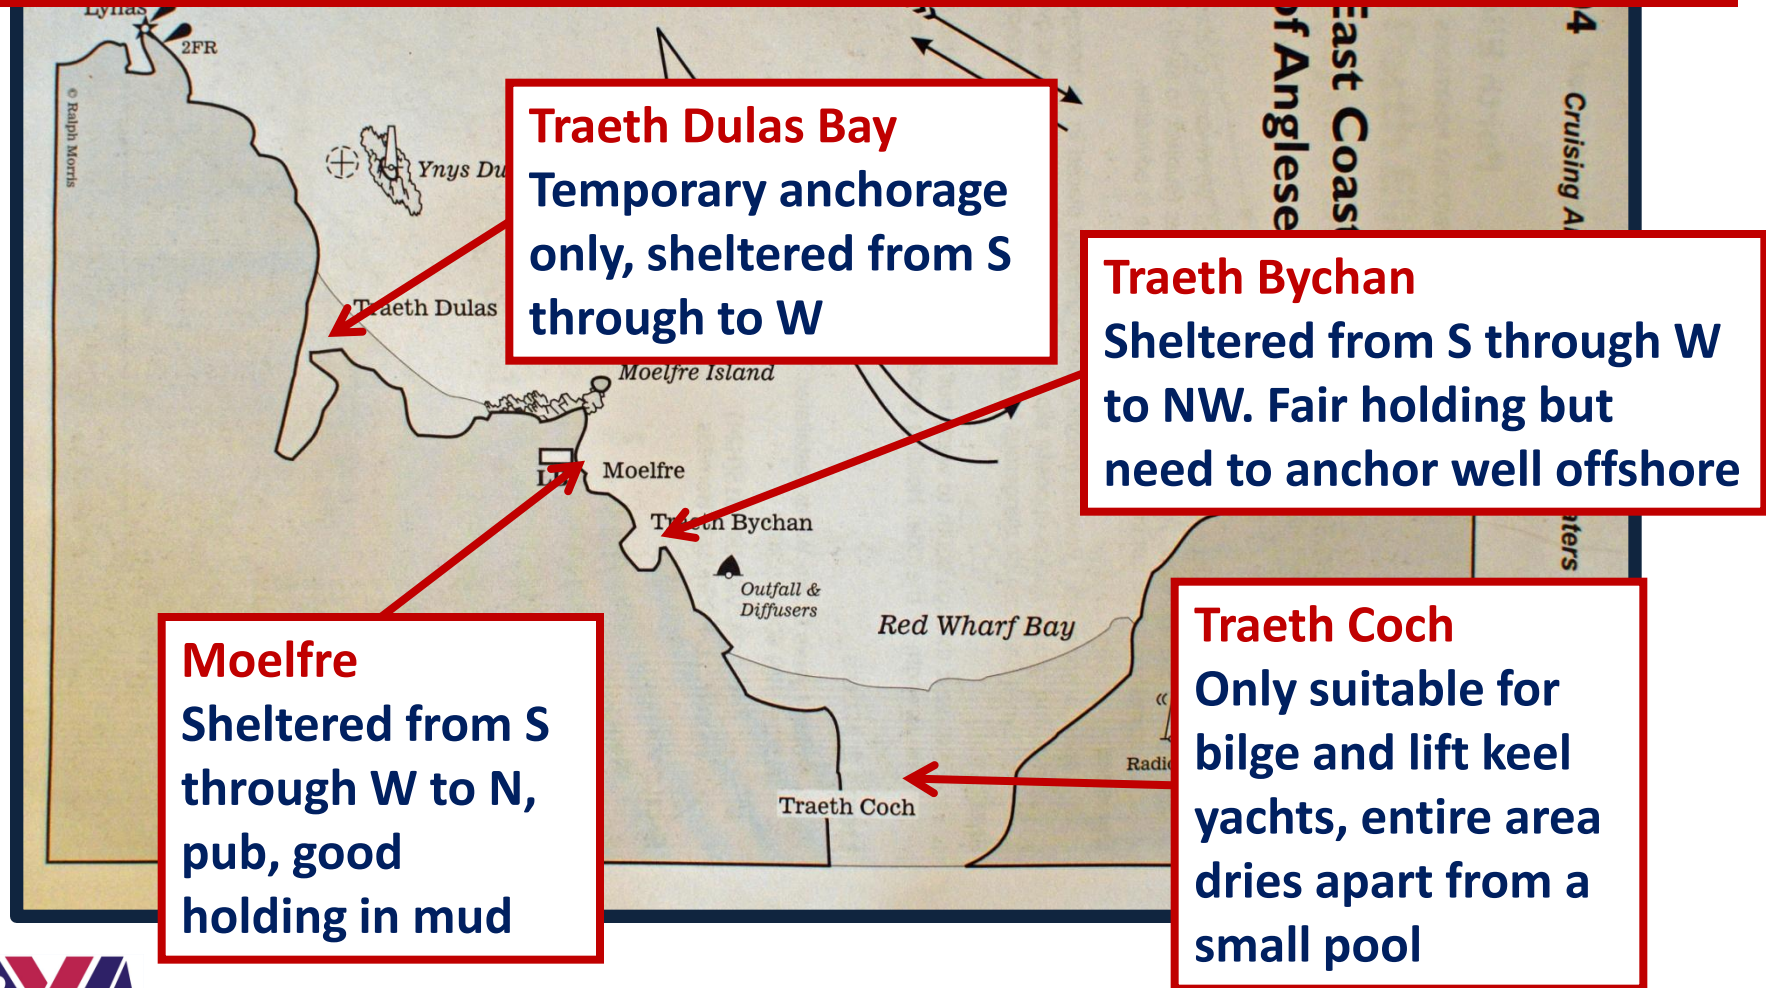 Lynas
2FR
© Ralph Morris
Ynys
Traeth Dulas
Moelfre Island
Moelfre
Traeth Bychan
Outfall &
Diffusers
Red Wharf Bay
Traeth Coch
East Coast
of
Cruising
Traeth Dulas Bay
Temporary anchorage
only, sheltered from S
through to W
Traeth Bychan
Sheltered from S through W
to NW. Fair holding but
need to anchor well offshore
Moelfre
Sheltered from S
through W to N,
pub, good
holding in mud
Traeth Coch
Only suitable for
bilge and lift keel
yachts, entire area
dries apart from a
small pool